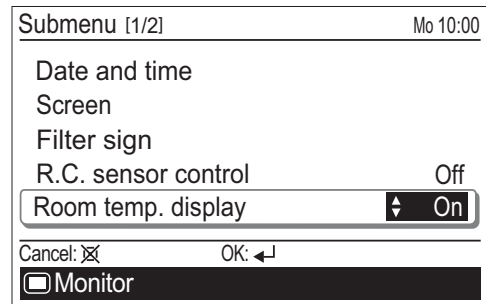 Submenu [1/2] Mo 10:00
Date and time
Screen
Filter sign
R.C. sensor control Off
Room temp. display On
Cancel: OK:
Monitor